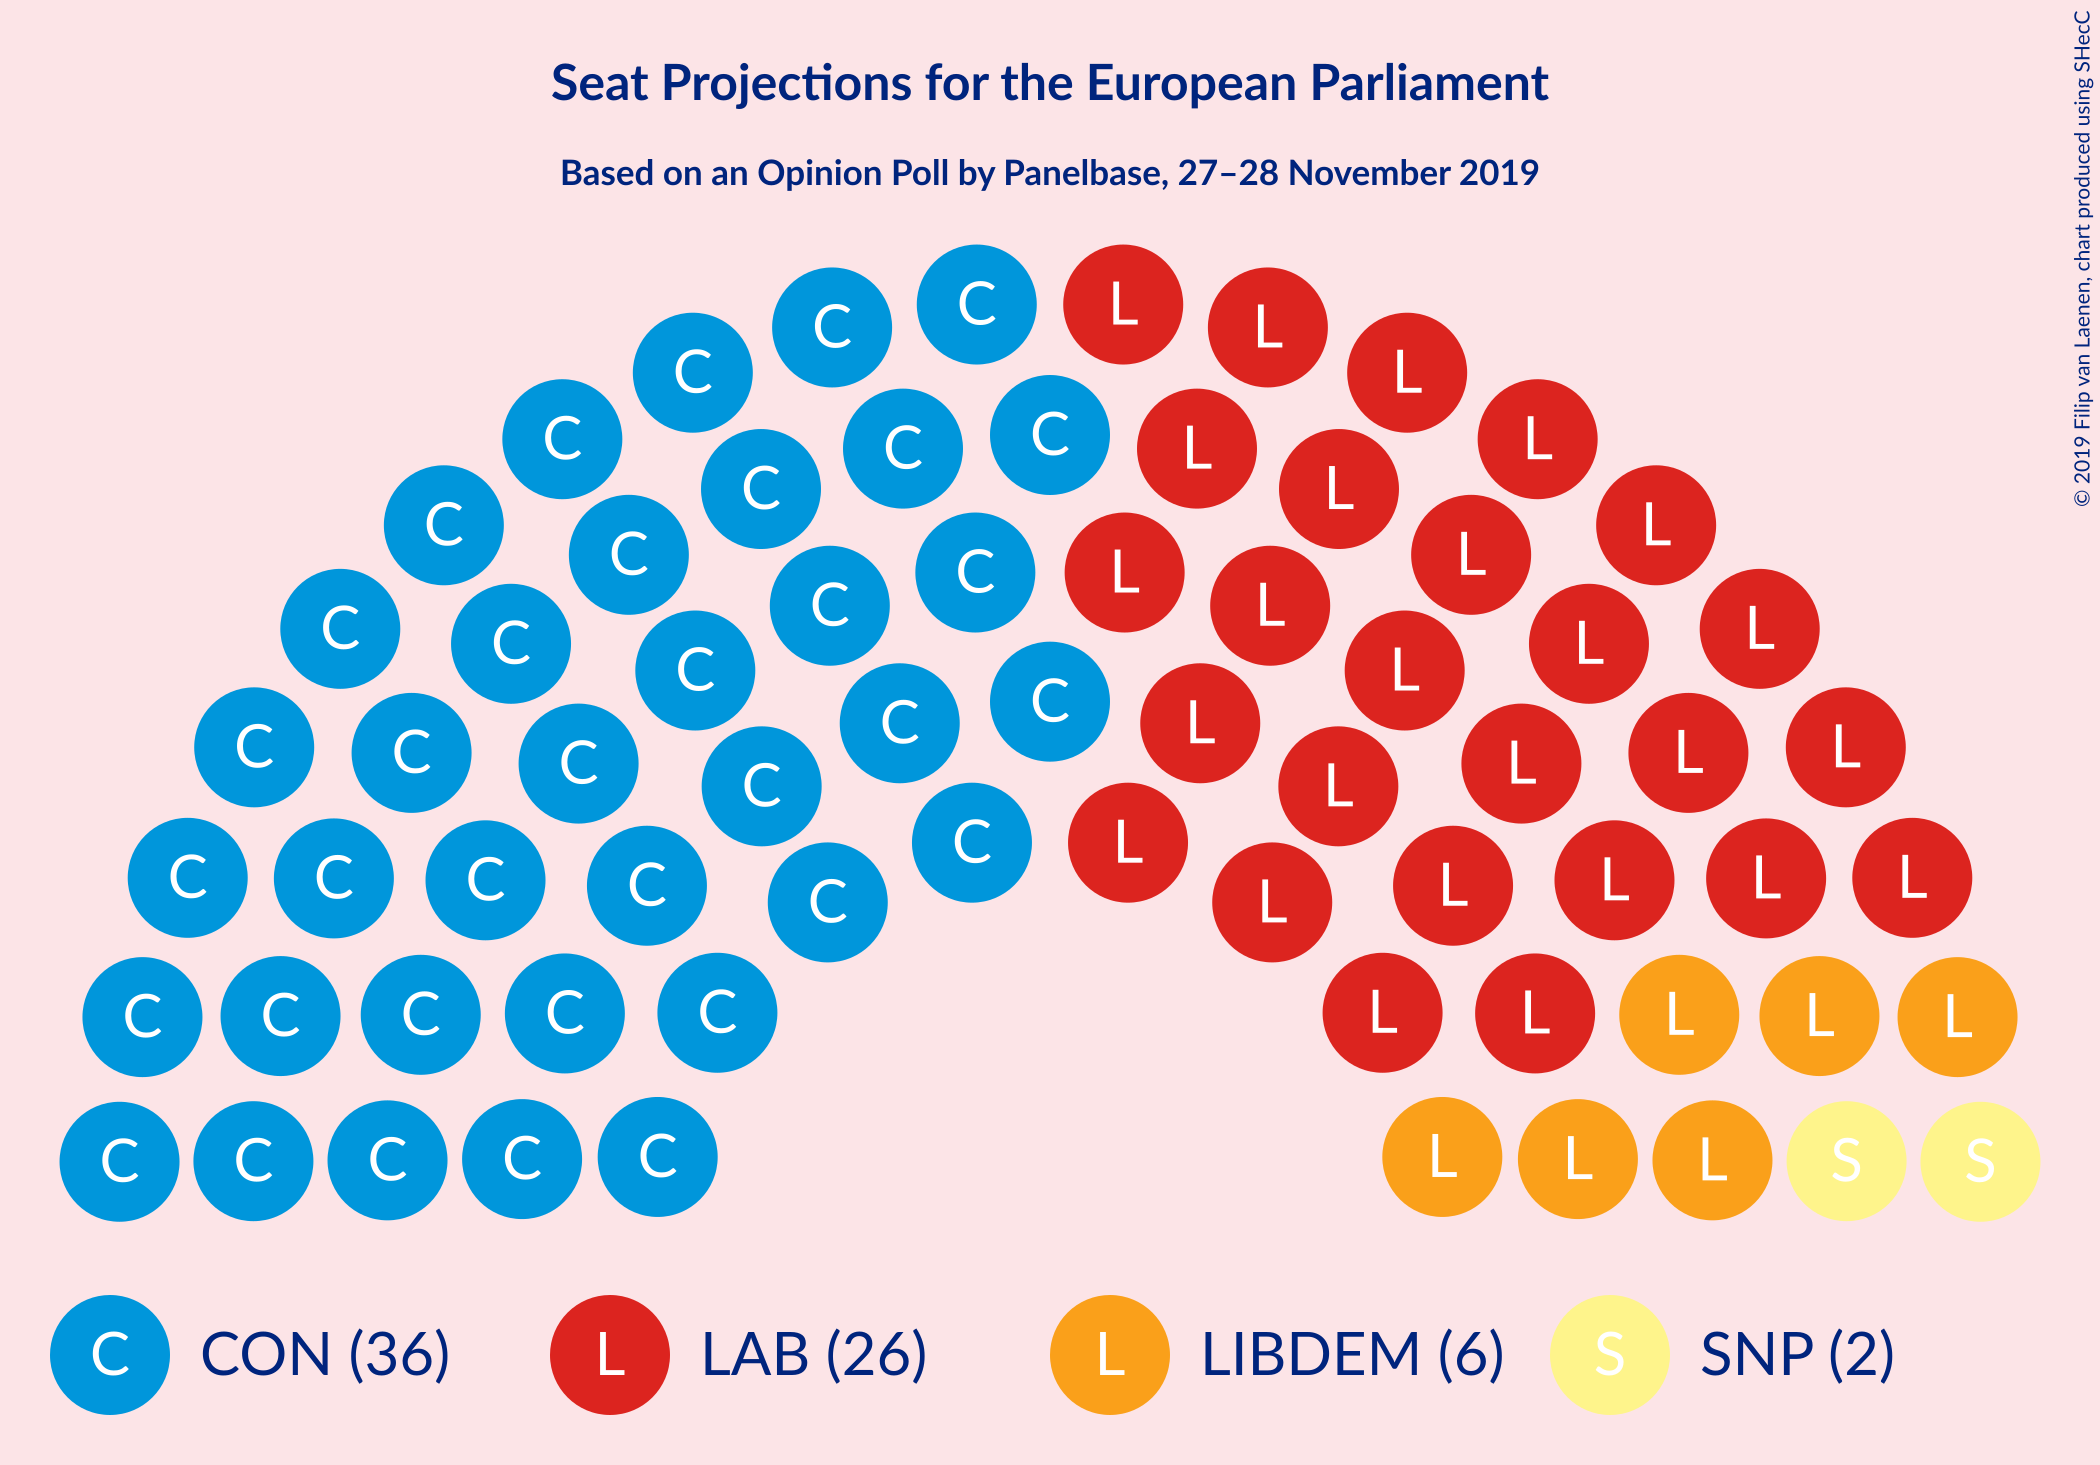 Seat Projections for the European Parliament
Based on an Opinion Poll by Panelbase, 27–28 November 2019
© 2019 Filip van Laenen, chart produced using SHecC
C C L L
C C L L
C C C L L L
C C L L
C C C L L L
C C L L
C C C L L L
C C C L L L
C C C L L L
C C C L L L
C C C C L L L L
C C C C L L L L
C C L L
C C C C C L L L L L
C C C C C L L L S S
C CON (36) L LAB (26) L LIBDEM (6) S SNP (2)